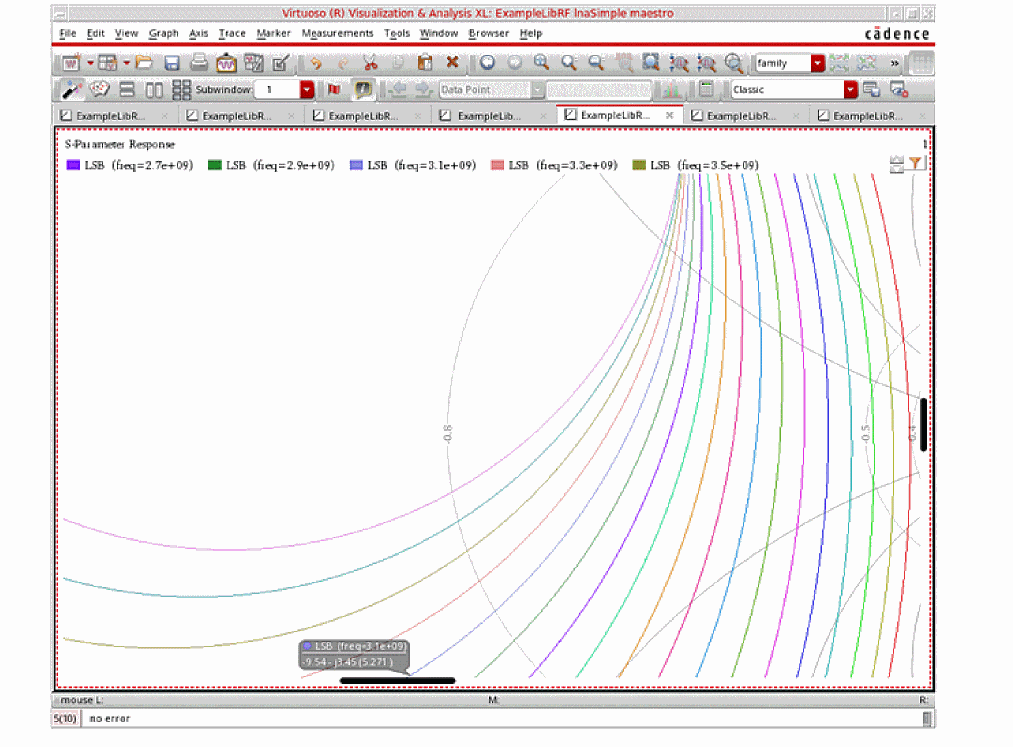 Virtuoso (R) Visualization & Analysis XL: ExampleLibRF lnaSimple maestro
File Edit View Graph Axis Trace Marker Measurements Tools Window Browser Help
cādence
family
»
Subwindow: 1
Data Point
Classic
ExampleLibR... ExampleLibR... ExampleLibR... ExampleLib... ExampleLibR... ExampleLibR... ExampleLibR...
S-Parameter Response
1
LSB (freq=2.7e+09) LSB (freq=2.9e+09) LSB (freq=3.1e+09) LSB (freq=3.3e+09) LSB (freq=3.5e+09)
-0.8
-0.5
LSB (freq=3.1e+09)
-9.54 - j3.45 (5.271 )
mouse L: M: R:
5(10) no error